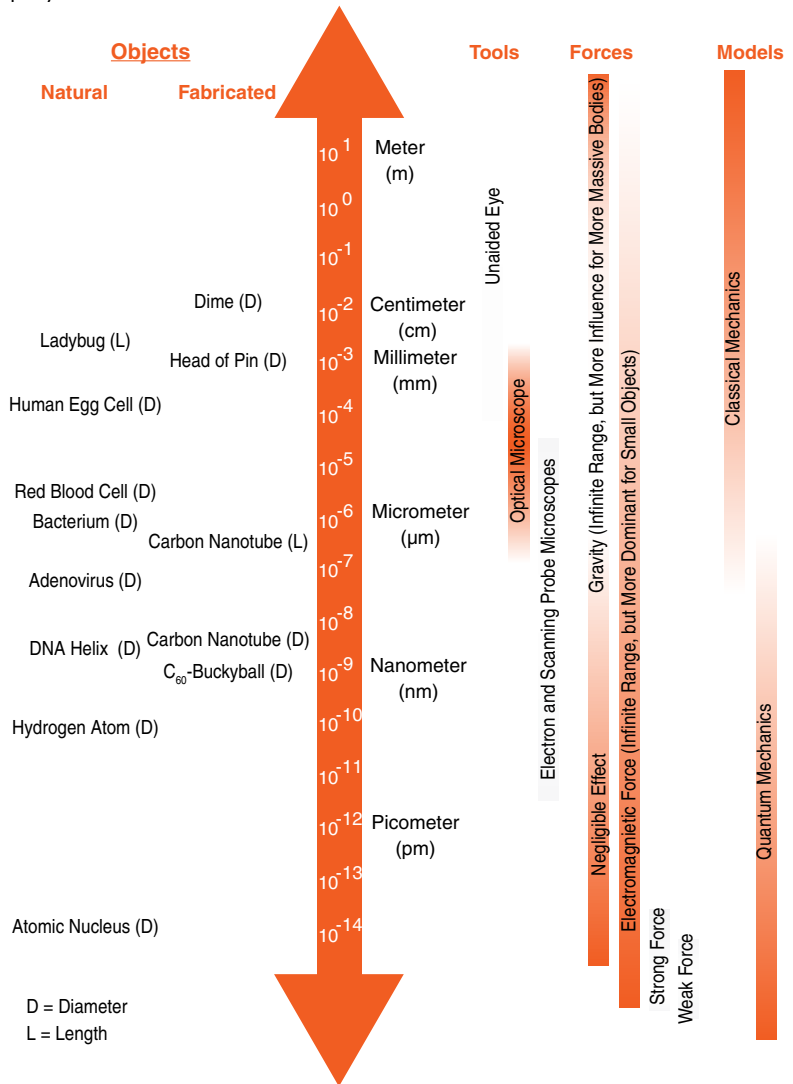 Objects
Tools
Forces
Models
Natural
Fabricated
10^1
Meter
(m)
10^0
10^-1
Dime (D)
10^-2
Centimeter
(cm)
Ladybug (L)
Head of Pin (D)
10^-3
Millimeter
(mm)
Human Egg Cell (D)
10^-4
10^-5
Red Blood Cell (D)
Bacterium (D)
10^-6
Micrometer
(µm)
Carbon Nanotube (L)
10^-7
Adenovirus (D)
10^-8
DNA Helix (D)
Carbon Nanotube (D)
C60-Buckyball (D)
10^-9
Nanometer
(nm)
Hydrogen Atom (D)
10^-10
10^-11
10^-12
Picometer
(pm)
10^-13
Atomic Nucleus (D)
10^-14
D = Diameter
L = Length
Unaided Eye
Optical Microscope
Electron and Scanning Probe Microscopes
Gravity (Infinite Range, but More Influence for More Massive Bodies)
Negligible Effect
Electromagnietic Force (Infinite Range, but More Dominant for Small Objects)
Strong Force
Weak Force
Classical Mechanics
Quantum Mechanics